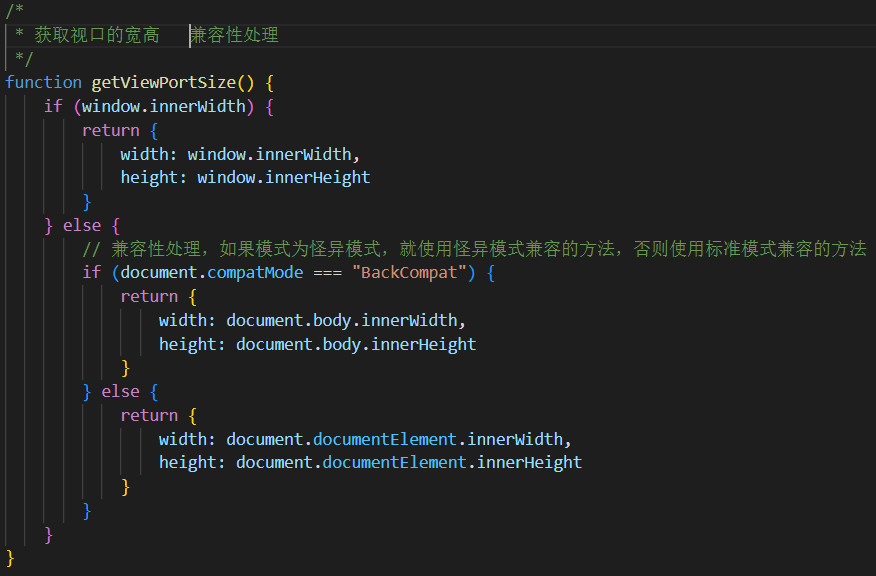 /*
 * 获取视口的宽高   兼容性处理
 */
function getViewPortSize() {
    if (window.innerWidth) {
        return {
            width: window.innerWidth,
            height: window.innerHeight
        }
    } else {
        // 兼容性处理，如果模式为怪异模式，就使用怪异模式兼容的方法，否则使用标准模式兼容的方法
        if (document.compatMode === "BackCompat") {
            return {
                width: document.body.innerWidth,
                height: document.body.innerHeight
            }
        } else {
            return {
                width: document.documentElement.innerWidth,
                height: document.documentElement.innerHeight
            }
        }
    }
}